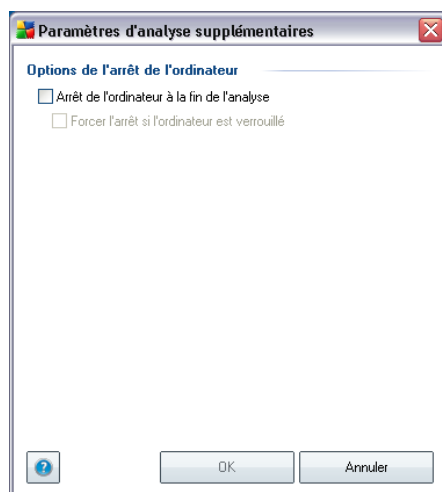 Paramètres d'analyse supplémentaires
Options de l'arrêt de l'ordinateur
Arrêt de l'ordinateur à la fin de l'analyse
Forcer l'arrêt si l'ordinateur est verrouillé
?
OK
Annuler